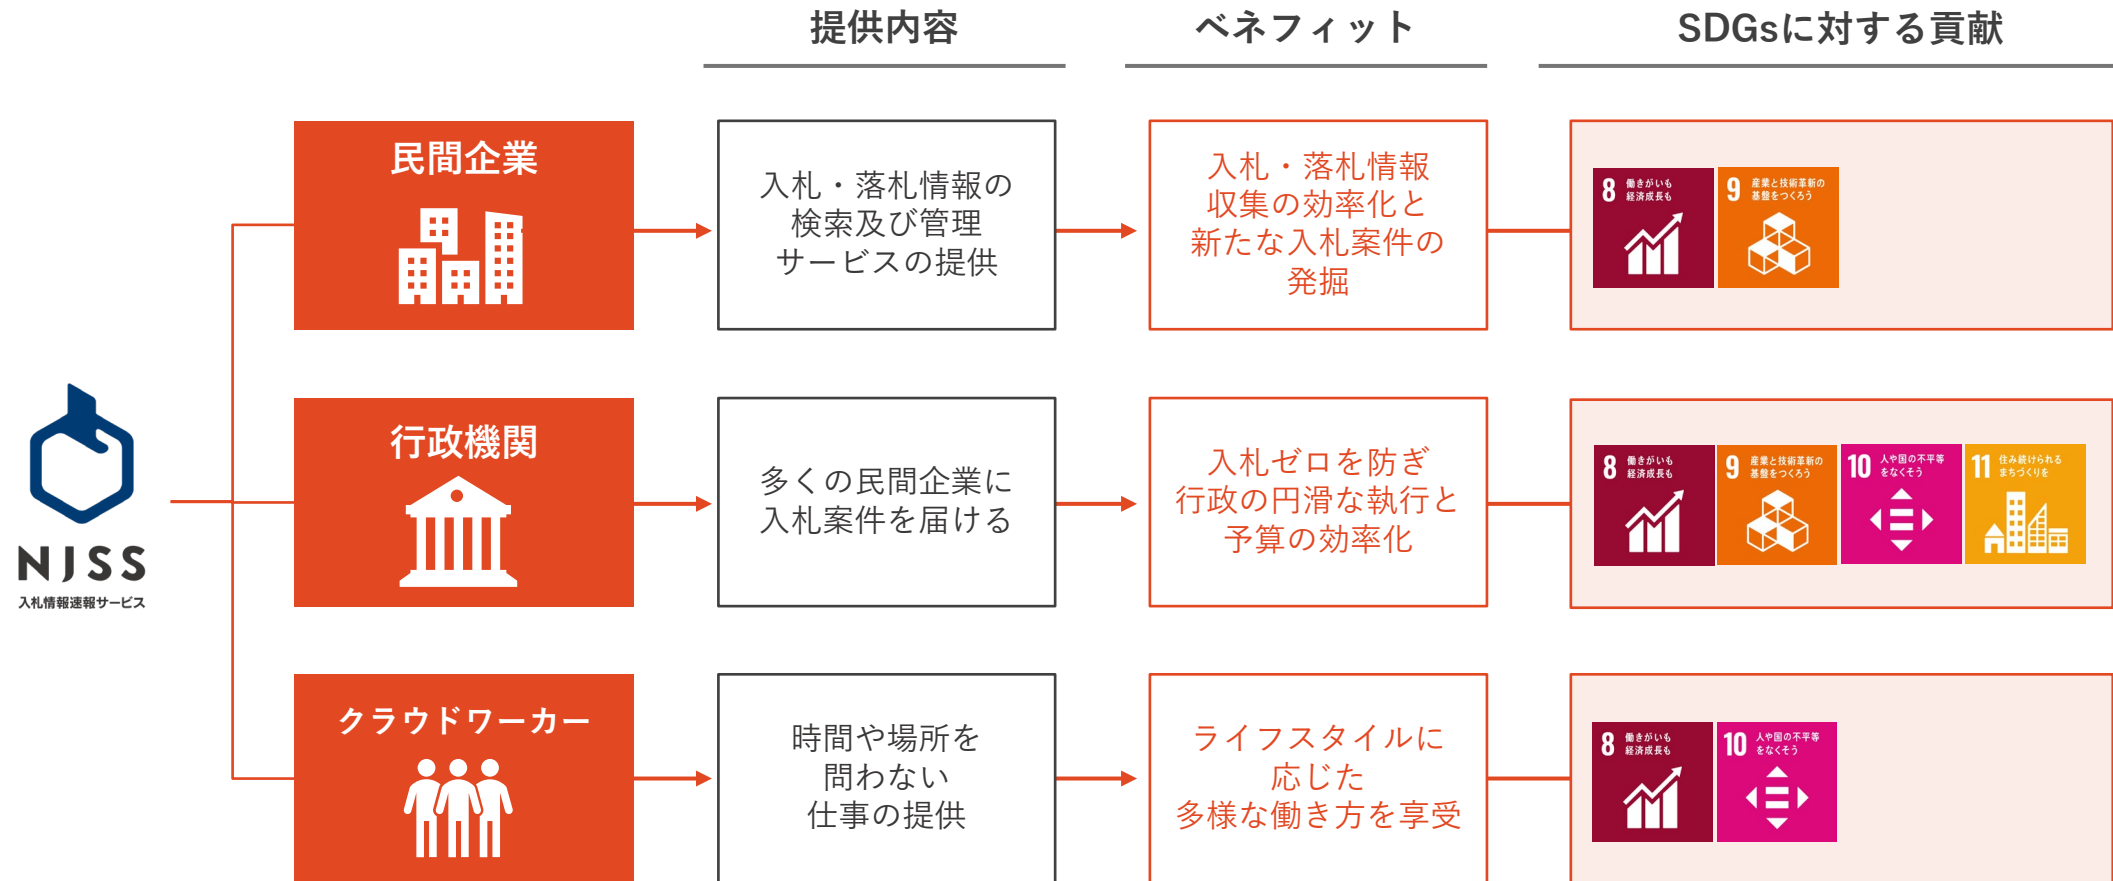 提供内容
ベネフィット
SDGsに対する貢献
民間企業
入札・落札情報の
検索及び管理
サービスの提供
入札・落札情報
収集の効率化と
新たな入札案件の
発掘
8 働きがいも
経済成長も
9 産業と技術革新の
基盤をつくろう
NJSS
入札情報速報サービス
行政機関
多くの民間企業に
入札案件を届ける
入札ゼロを防ぎ
行政の円滑な執行と
予算の効率化
8 働きがいも
経済成長も
9 産業と技術革新の
基盤をつくろう
10 人や国の不平等
をなくそう
11 住み続けられる
まちづくりを
クラウドワーカー
時間や場所を
問わない
仕事の提供
ライフスタイルに
応じた
多様な働き方を享受
8 働きがいも
経済成長も
10 人や国の不平等
をなくそう